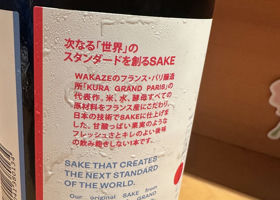 次なる「世界」の
スタンダードを創るSAKE
WAKAZEのフランス・パリ醸造
所「KURA GRAND PARIS」の
代表作。米、水、酵母すべての
原材料をフランス産にこだわり、
日本の技術でSAKEに仕上げま
した。甘酸っぱい果実のような
フレッシュさとキレのよい後味
の飲み飽きしない1本です。
SAKE THAT CREATES
THE NEXT STANDARD
OF THE WORLD.
Our original SAKE from
GRAND